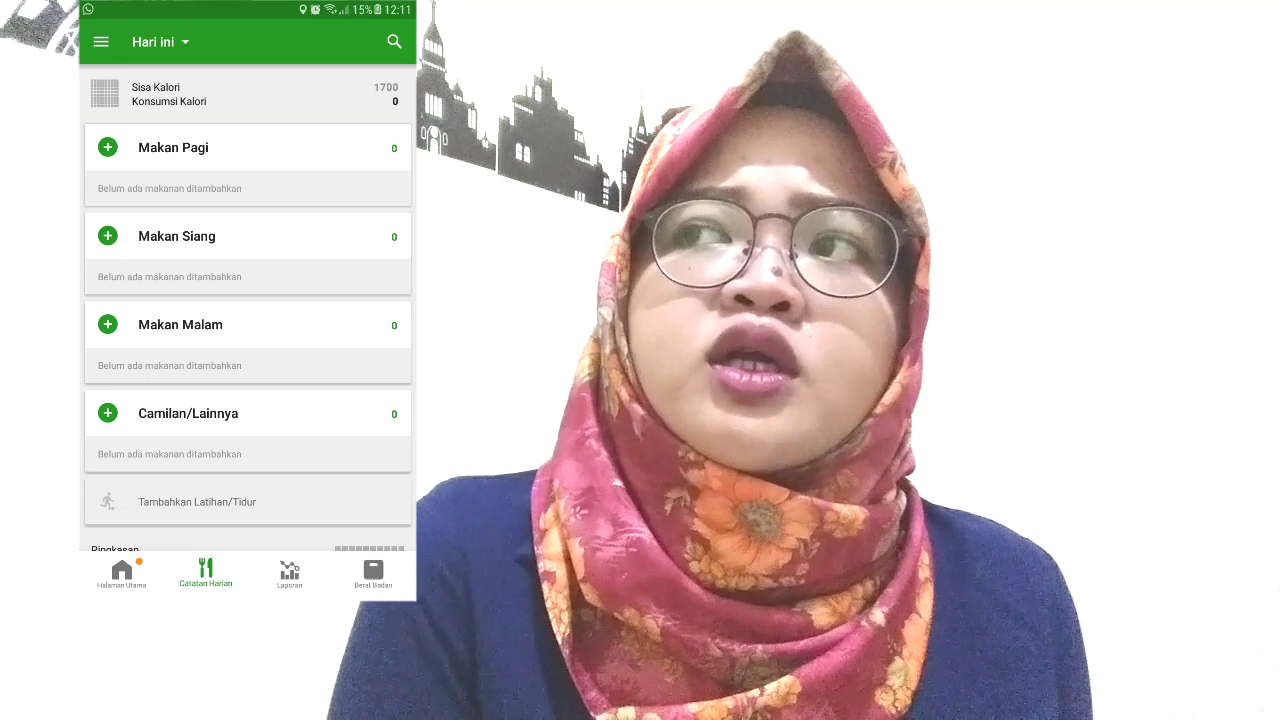 15% 12:11
Hari ini
Sisa Kalori 1700
Konsumsi Kalori 0
Makan Pagi 0
Belum ada makanan ditambahkan
Makan Siang 0
Belum ada makanan ditambahkan
Makan Malam 0
Belum ada makanan ditambahkan
Camilan/Lainnya 0
Belum ada makanan ditambahkan
Tambahkan Latihan/Tidur
Ringkasan
Halaman Utama Catatan Harian Laporan Berat Badan